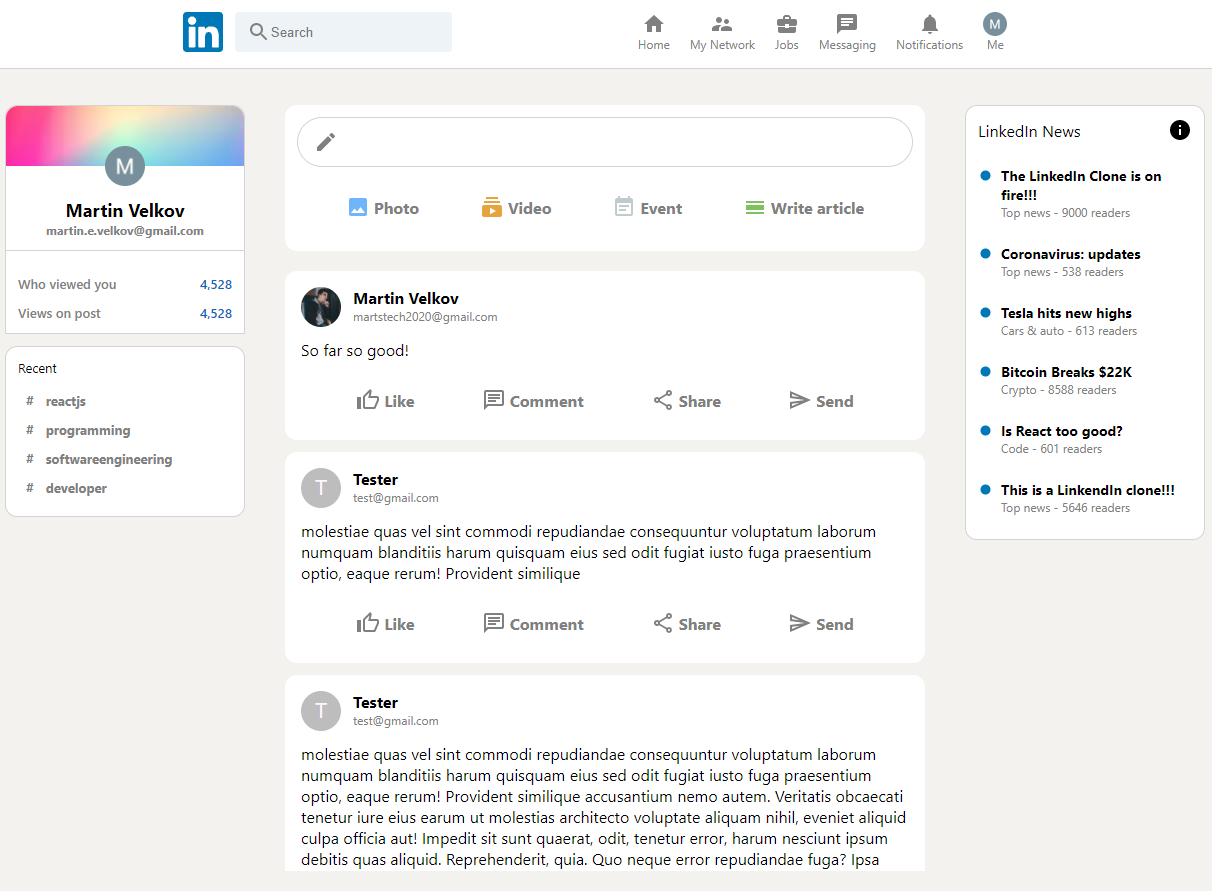 in
Search
Home
My Network
Jobs
Messaging
Notifications
M
Me
M
Martin Velkov
martin.e.velkov@gmail.com
Who viewed you 4,528
Views on post 4,528
Recent
# reactjs
# programming
# softwareengineering
# developer
Photo
Video
Event
Write article
Martin Velkov
martstech2020@gmail.com
So far so good!
Like
Comment
Share
Send
T
Tester
test@gmail.com
molestiae quas vel sint commodi repudiandae consequuntur voluptatum laborum
numquam blanditiis harum quisquam eius sed odit fugiat iusto fuga praesentium
optio, eaque rerum! Provident similique
Like
Comment
Share
Send
T
Tester
test@gmail.com
molestiae quas vel sint commodi repudiandae consequuntur voluptatum laborum
numquam blanditiis harum quisquam eius sed odit fugiat iusto fuga praesentium
optio, eaque rerum! Provident similique accusantium nemo autem. Veritatis obcaecati
tenetur iure eius earum ut molestias architecto voluptate aliquam nihil, eveniet aliquid
culpa officia aut! Impedit sit sunt quaerat, odit, tenetur error, harum nesciunt ipsum
debitis quas aliquid. Reprehenderit, quia. Quo neque error repudiandae fuga? Ipsa
LinkedIn News
The LinkedIn Clone is on
fire!!!
Top news - 9000 readers
Coronavirus: updates
Top news - 538 readers
Tesla hits new highs
Cars & auto - 613 readers
Bitcoin Breaks $22K
Crypto - 8588 readers
Is React too good?
Code - 601 readers
This is a LinkendIn clone!!!
Top news - 5646 readers